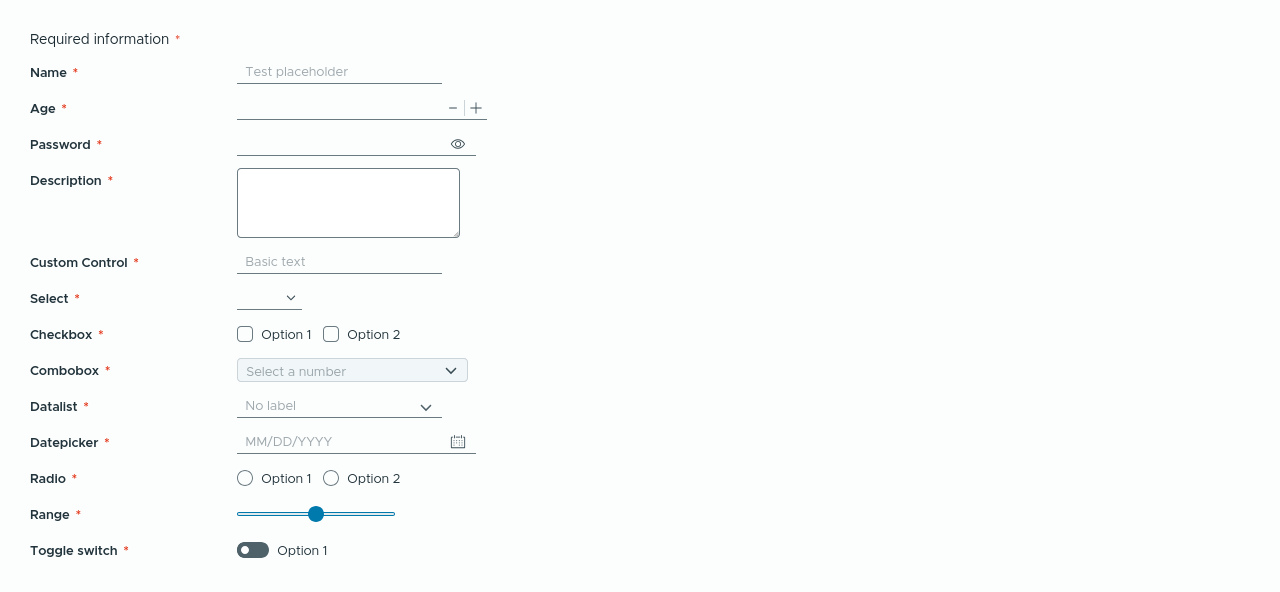 Required information *
Name * Test placeholder
Age *
Password *
Description *
Custom Control * Basic text
Select *
Checkbox * Option 1 Option 2
Combobox * Select a number
Datalist * No label
Datepicker * MM/DD/YYYY
Radio * Option 1 Option 2
Range *
Toggle switch * Option 1